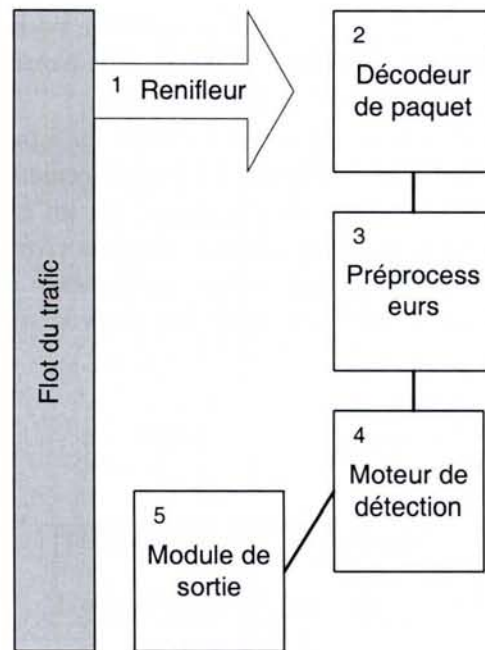 Flot du trafic
1 Renifleur
2
Décodeur
de paquet
3
Préprocess
eurs
4
Moteur de
détection
5
Module de
sortie